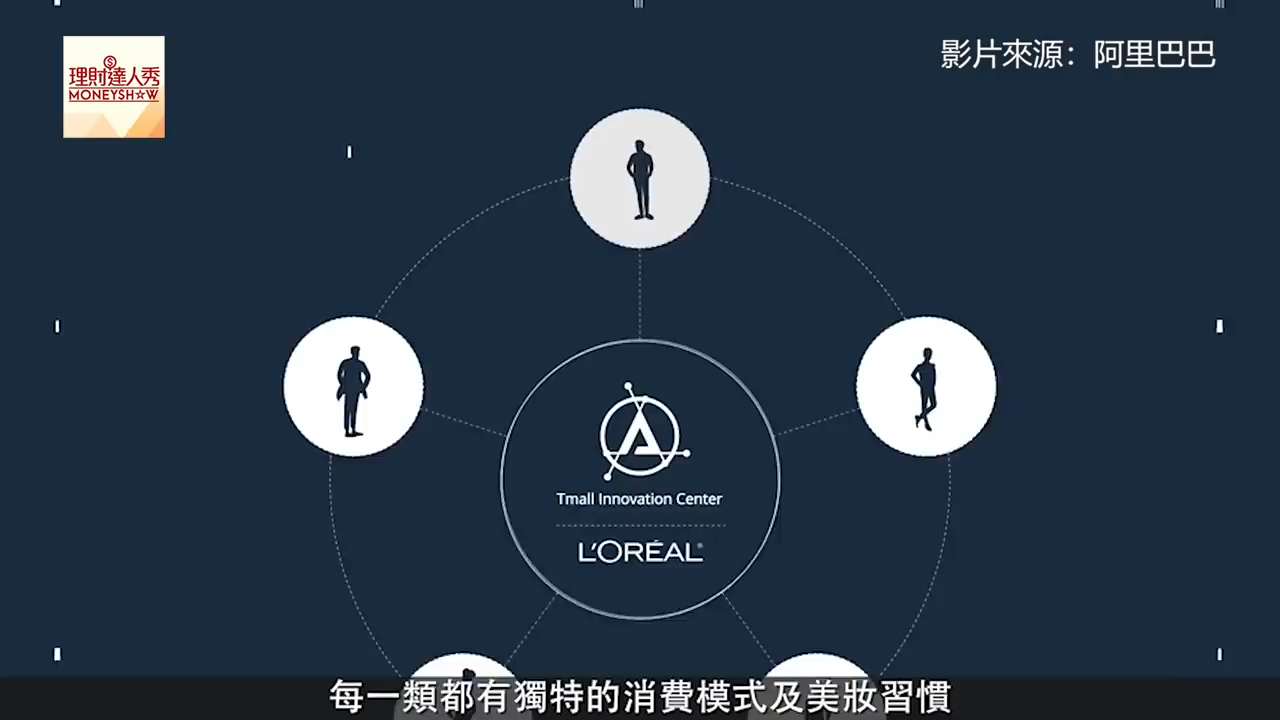 影片來源：阿里巴巴
理財達人秀
MONEYSH☆W
Tmall Innovation Center
L'ORÉAL
每一類都有獨特的消費模式及美妝習慣